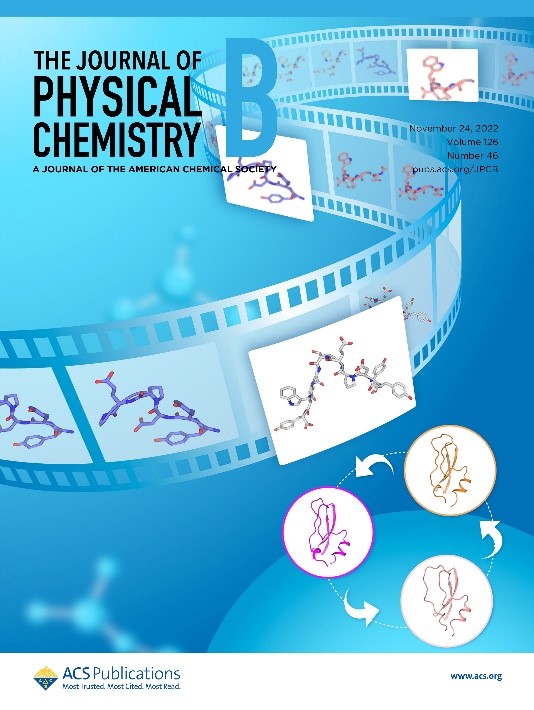 THE JOURNAL OF
PHYSICAL
CHEMISTRY B
A JOURNAL OF THE AMERICAN CHEMICAL SOCIETY
November 24, 2022
Volume 126
Number 46
pubs.acs.org/JPCB
ACS Publications
Most Trusted. Most Cited. Most Read.
www.acs.org